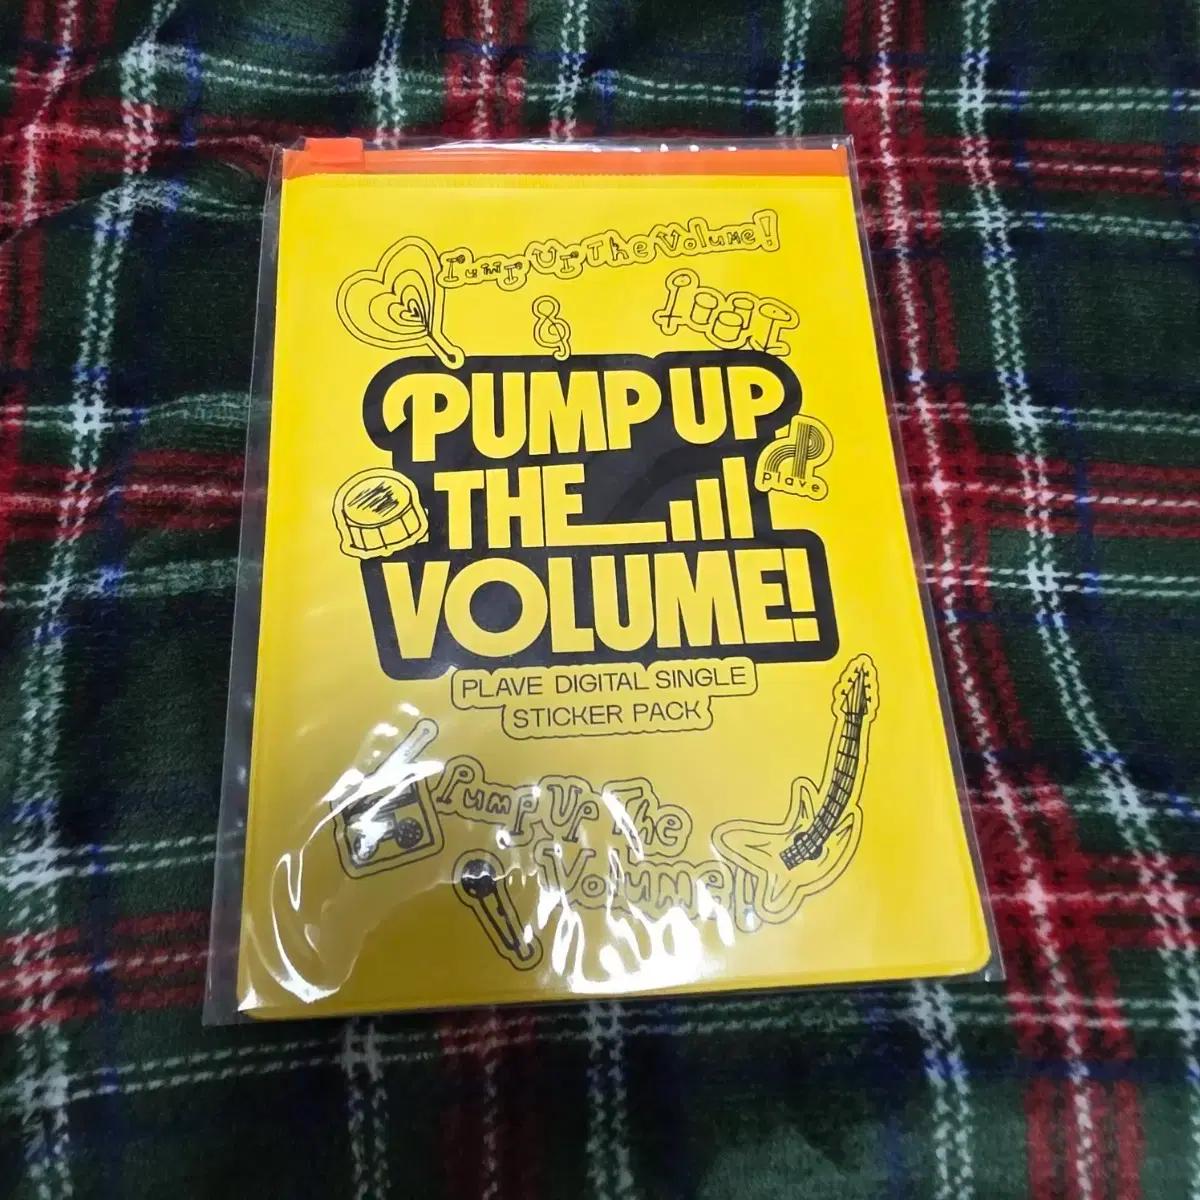 Pump Up The Volume!
PUMP UP
THE
VOLUME!
plave
PLAVE DIGITAL SINGLE
STICKER PACK
Pump Up The
Volume!!